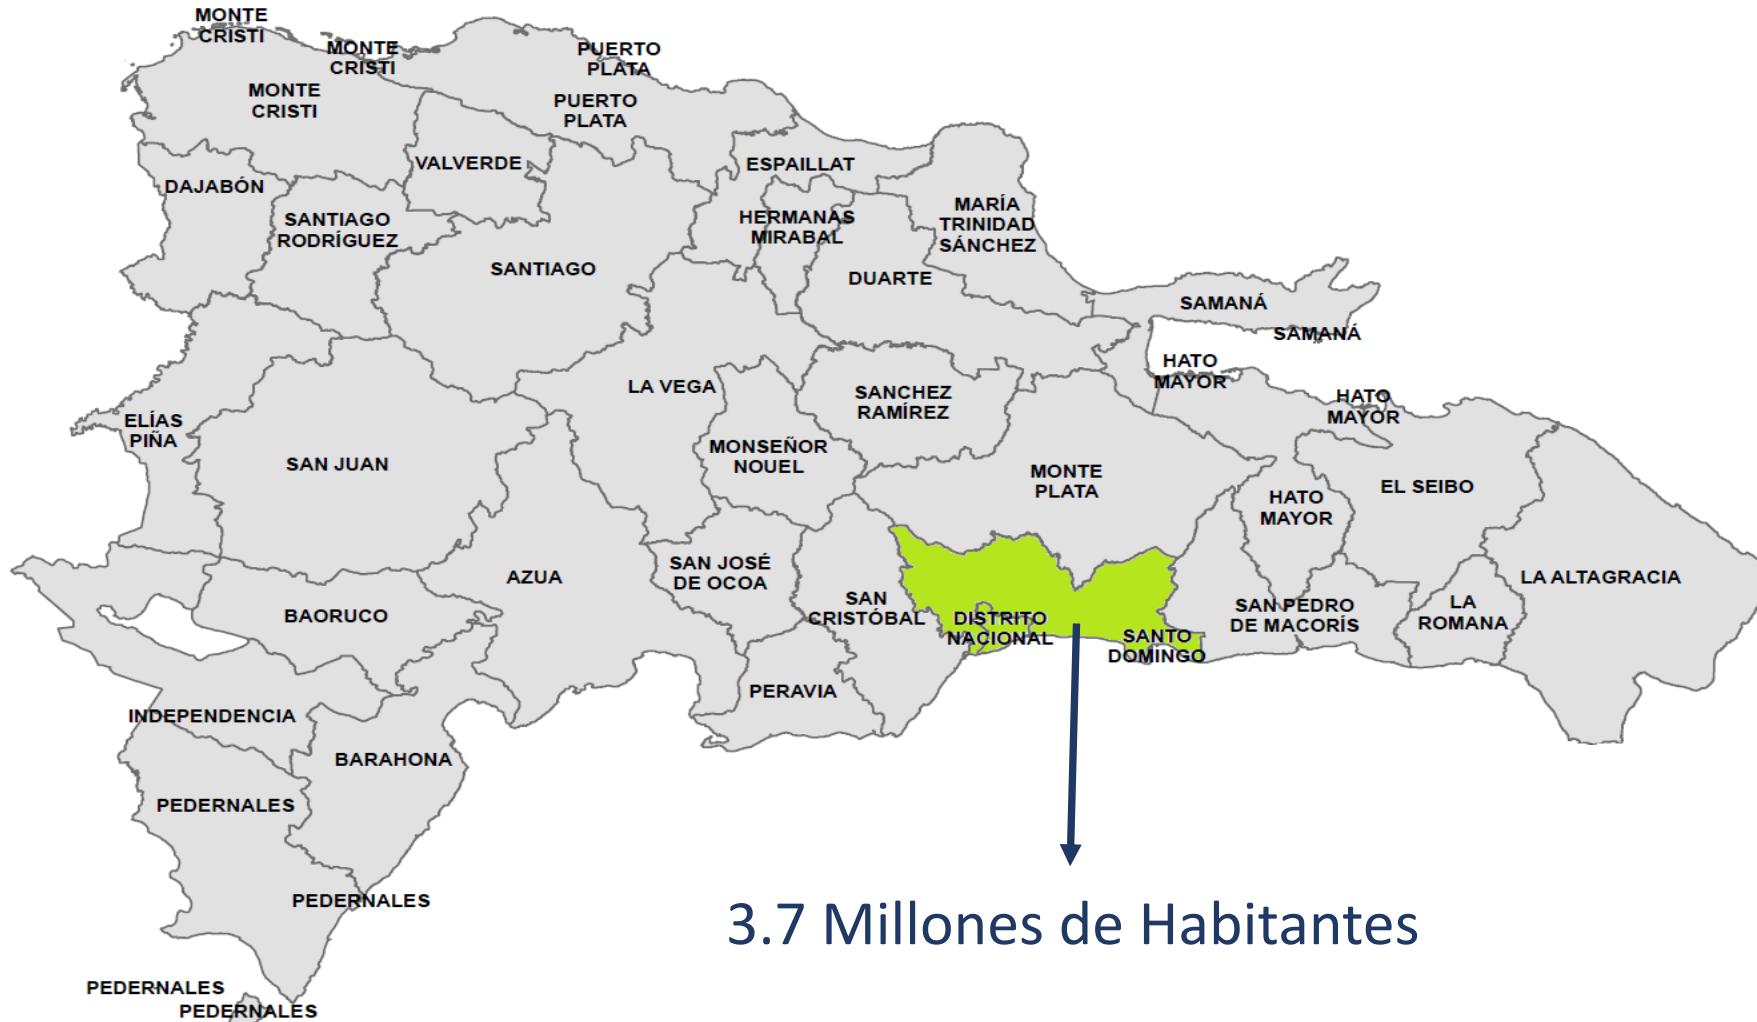 MONTE
CRISTI
MONTE
CRISTI
PUERTO
PLATA
MONTE
CRISTI
PUERTO
PLATA
VALVERDE
ESPAILLAT
DAJABÓN
SANTIAGO
RODRÍGUEZ
HERMANAS
MIRABAL
MARÍA
TRINIDAD
SÁNCHEZ
SANTIAGO
DUARTE
SAMANÁ
SAMANÁ
HATO
MAYOR
LA VEGA
SANCHEZ
RAMÍREZ
HATO
MAYOR
ELÍAS
PIÑA
SAN JUAN
MONSEÑOR
NOUEL
MONTE
PLATA
EL SEIBO
HATO
MAYOR
SAN JOSÉ
DE OCOA
AZUA
LA ALTAGRACIA
BAORUCO
SAN
CRISTÓBAL
DISTRITO
NACIONAL
SANTO
DOMINGO
SAN PEDRO
DE MACORÍS
LA
ROMANA
PERAVIA
INDEPENDENCIA
BARAHONA
PEDERNALES
PEDERNALES
3.7 Millones de Habitantes
PEDERNALES
PEDERNALES